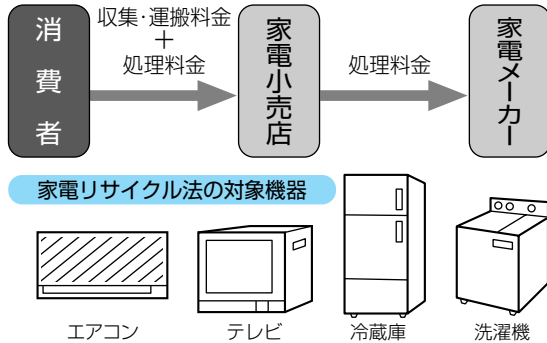 消費者
収集・運搬料金
＋
処理料金
家電小売店
処理料金
家電メーカー
家電リサイクル法の対象機器
エアコン
テレビ
冷蔵庫
洗濯機